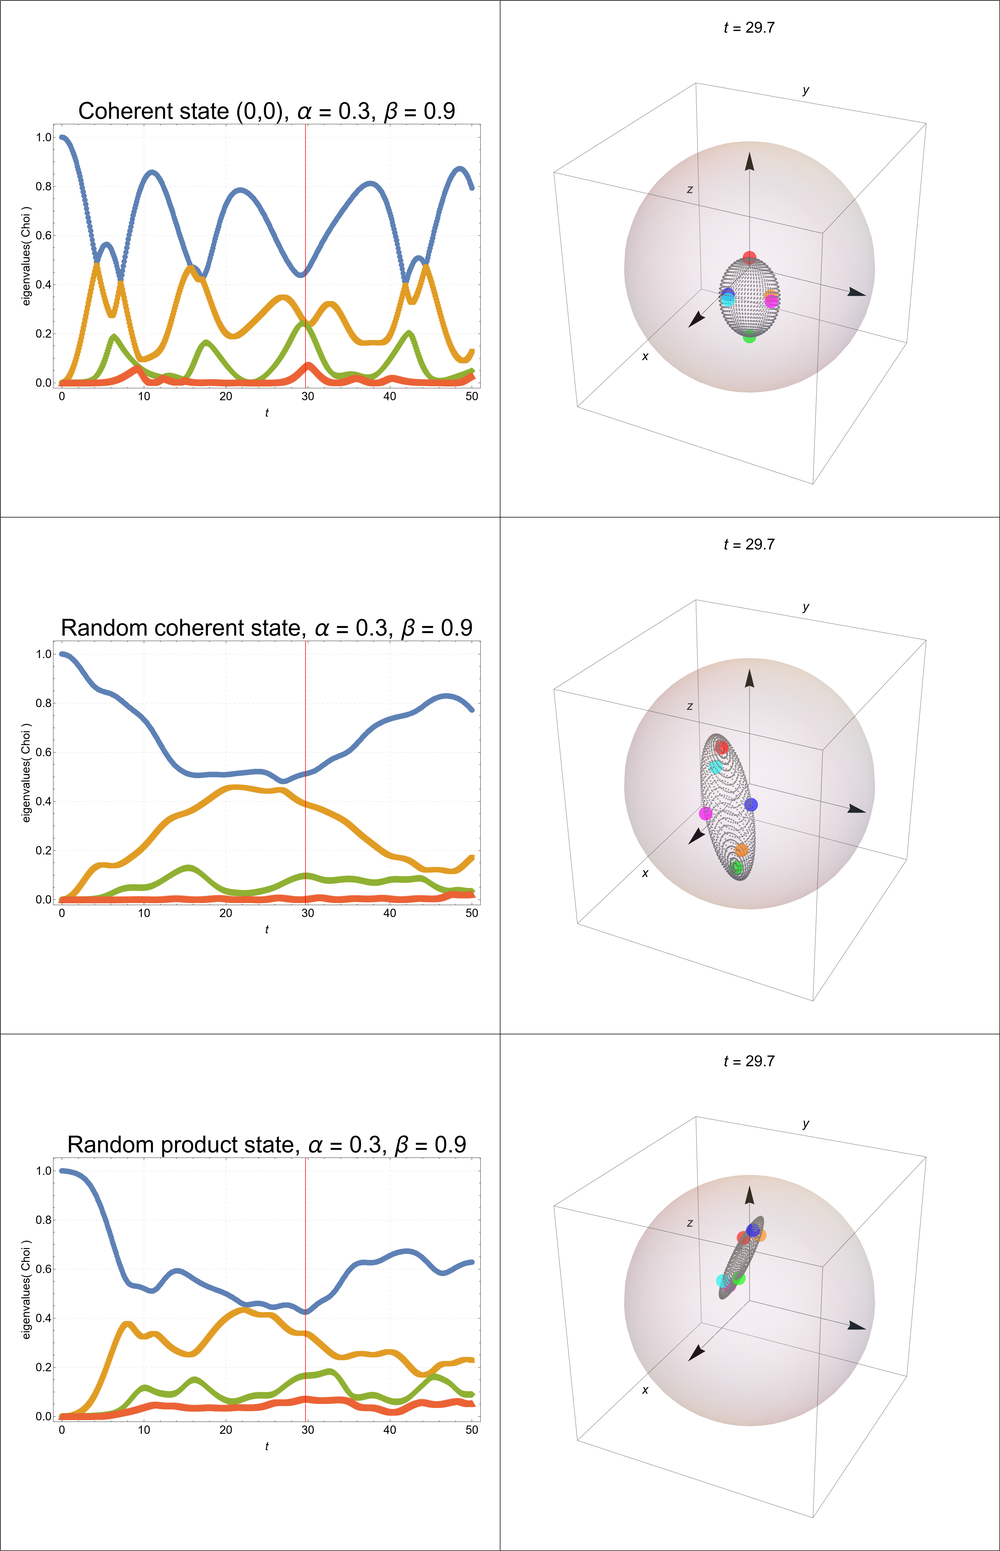 t = 29.7
Coherent state (0,0), α = 0.3, β = 0.9
eigenvalues( Choi )
1.0
0.8
0.6
0.4
0.2
0.0
0 10 20 30 40 50
t
y
z
x
t = 29.7
Random coherent state, α = 0.3, β = 0.9
eigenvalues( Choi )
1.0
0.8
0.6
0.4
0.2
0.0
0 10 20 30 40 50
t
y
z
x
t = 29.7
Random product state, α = 0.3, β = 0.9
eigenvalues( Choi )
1.0
0.8
0.6
0.4
0.2
0.0
0 10 20 30 40 50
t
y
z
x